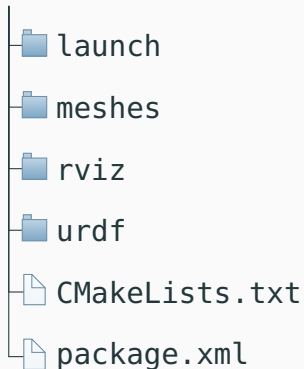 launch
meshes
rviz
urdf
CMakeLists.txt
package.xml